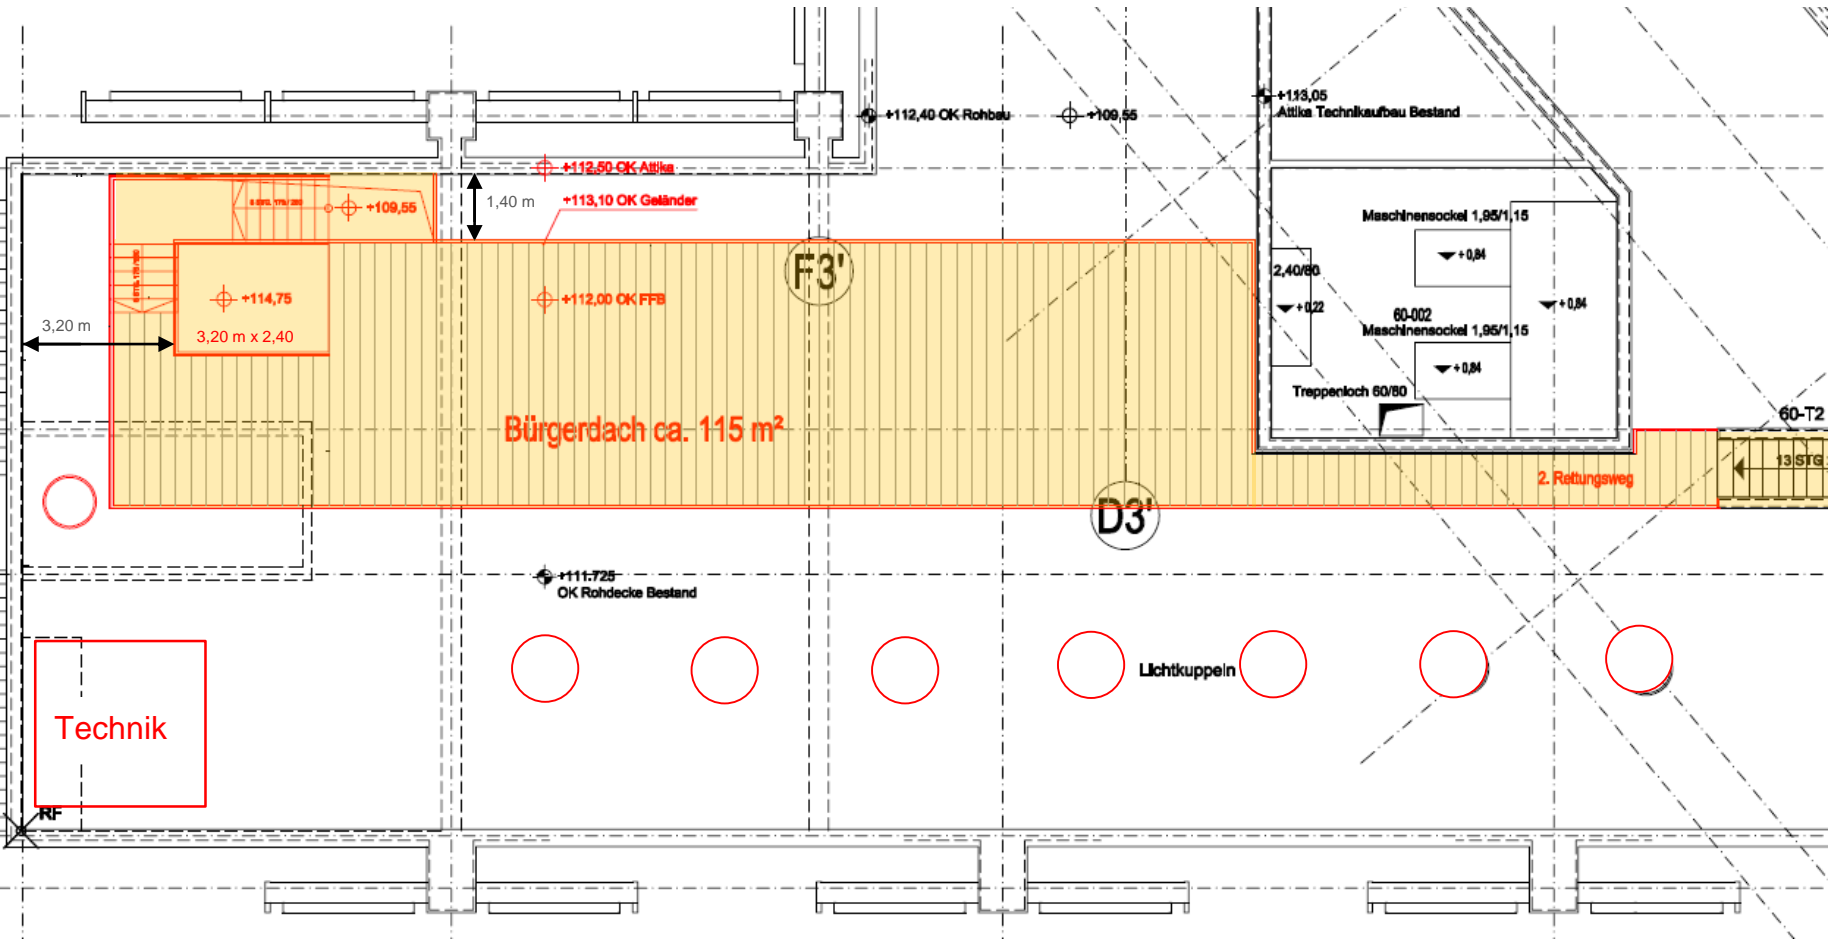 +113,05
Attika Technikaufbau Bestand
+112,40 OK Rohbau
+109,55
+112,50 OK Attika
1,40 m
+113,10 OK Geländer
+109,55
Maschinensockel 1,95/1,15
F3'
+ 0,84
2,40/80
+114,75
+112,00 OK FFB
+ 0,22
+ 0,84
60-002
3,20 m
3,20 m x 2,40
Maschinensockel 1,95/1,15
+ 0,84
Treppenloch 60/80
60-T2
Bürgerdach ca. 115 m²
13 STG
2. Rettungsweg
D3'
+111.725
OK Rohdecke Bestand
Lichtkuppeln
Technik
RF